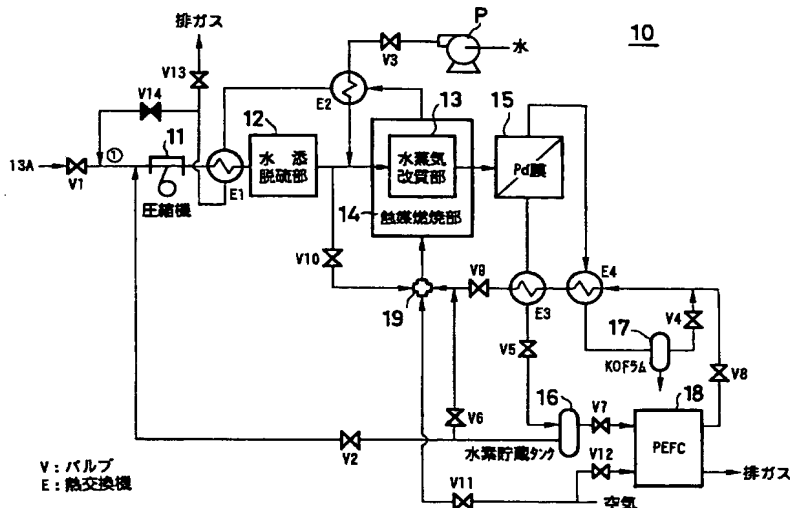 排ガス
P
水
10
V3
V13
V14
E2
13
15
11
12
13A
①
V1
圧縮機
E1
水 添
脱硫部
水蒸気
改質部
Pd膜
14
触媒燃焼部
V10
V9
E4
19
E3
17
V4
V5
KOドラム
V8
16
18
V6
V7
PEFC
V2
水素貯蔵タンク
V12
V11
空気
排ガス
V：バルブ
E：熱交換機